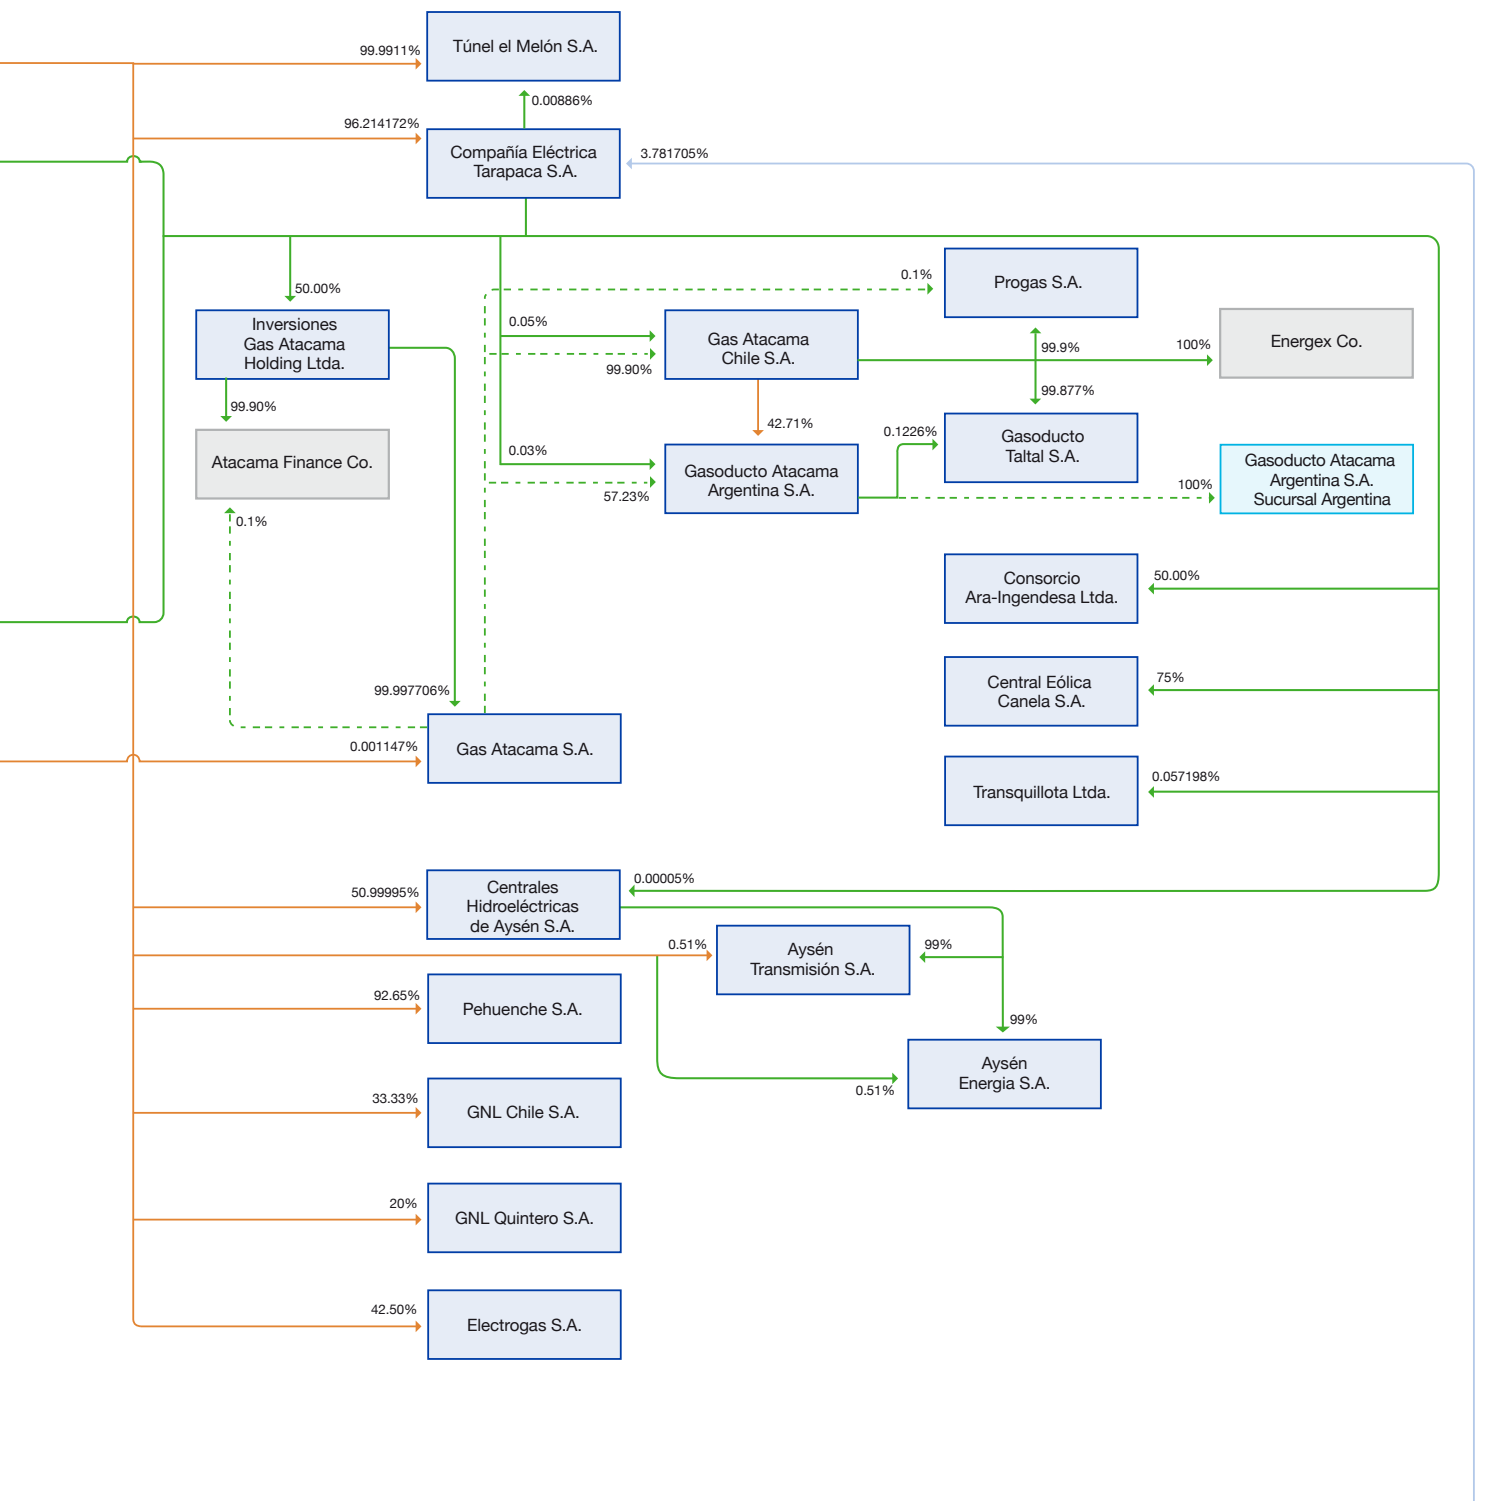 99.9911%
Túnel el Melón S.A.
0.00886%
96.214172%
Compañía Eléctrica
Tarapaca S.A.
3.781705%
50.00%
Inversiones
Gas Atacama
Holding Ltda.
99.90%
Atacama Finance Co.
0.1%
0.1%
Progas S.A.
0.05%
99.90%
Gas Atacama
Chile S.A.
99.9%
100%
Energex Co.
99.877%
42.71%
0.03%
57.23%
Gasoducto Atacama
Argentina S.A.
0.1226%
Gasoducto
Taltal S.A.
100%
Gasoducto Atacama
Argentina S.A.
Sucursal Argentina
Consorcio
Ara-Ingendesa Ltda.
50.00%
Central Eólica
Canela S.A.
75%
99.997706%
0.001147%
Gas Atacama S.A.
Transquillota Ltda.
0.057198%
50.99995%
Centrales
Hidroeléctricas
de Aysén S.A.
0.00005%
0.51%
Aysén
Transmisión S.A.
99%
99%
92.65%
Pehuenche S.A.
0.51%
Aysén
Energia S.A.
33.33%
GNL Chile S.A.
20%
GNL Quintero S.A.
42.50%
Electrogas S.A.